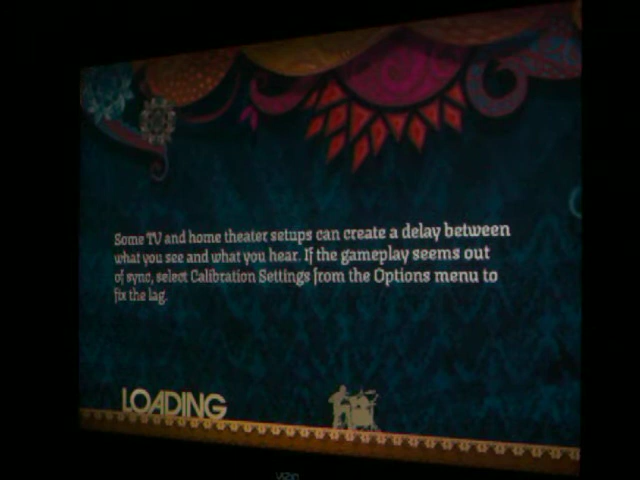 Some TV and home theater setups can create a delay between
what you see and what you hear. If the gameplay seems out
of sync, select Calibration Settings from the Options menu to
fix the lag.
LOADING